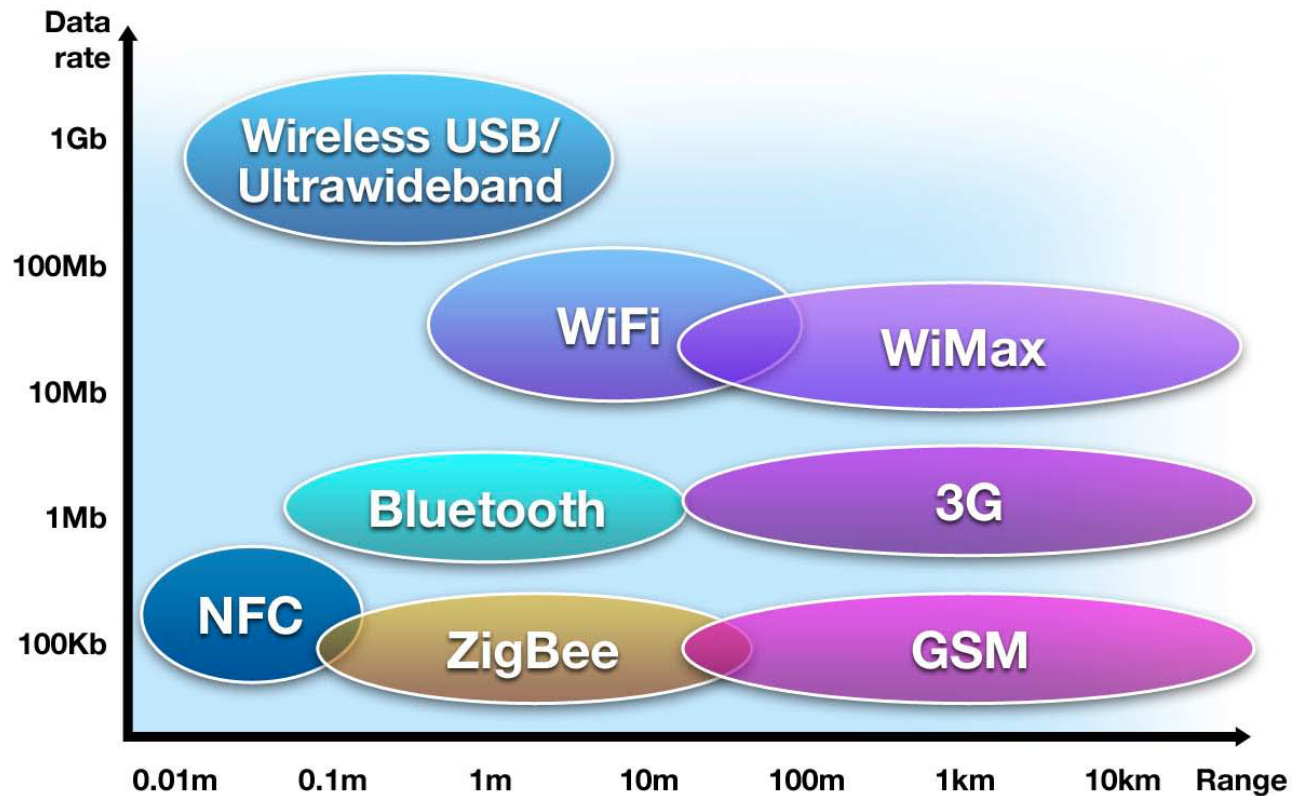 Data
rate
1Gb
Wireless USB/
Ultrawideband
100Mb
WiFi
WiMax
10Mb
Bluetooth
3G
1Mb
NFC
ZigBee
GSM
100Kb
0.01m 0.1m 1m 10m 100m 1km 10km Range